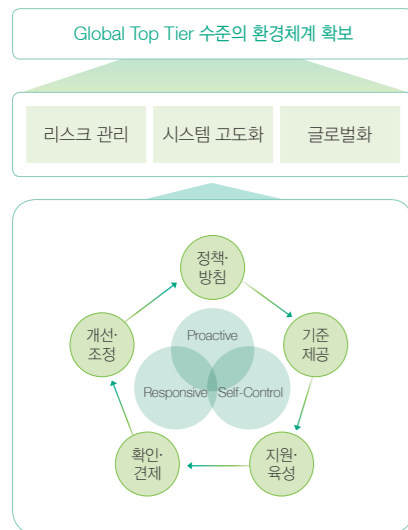 Global Top Tier 수준의 환경체계 확보
리스크 관리
시스템 고도화
글로벌화
정책·
방침
기준
제공
지원·
육성
확인·
견제
개선·
조정
Proactive
Responsive
Self-Control